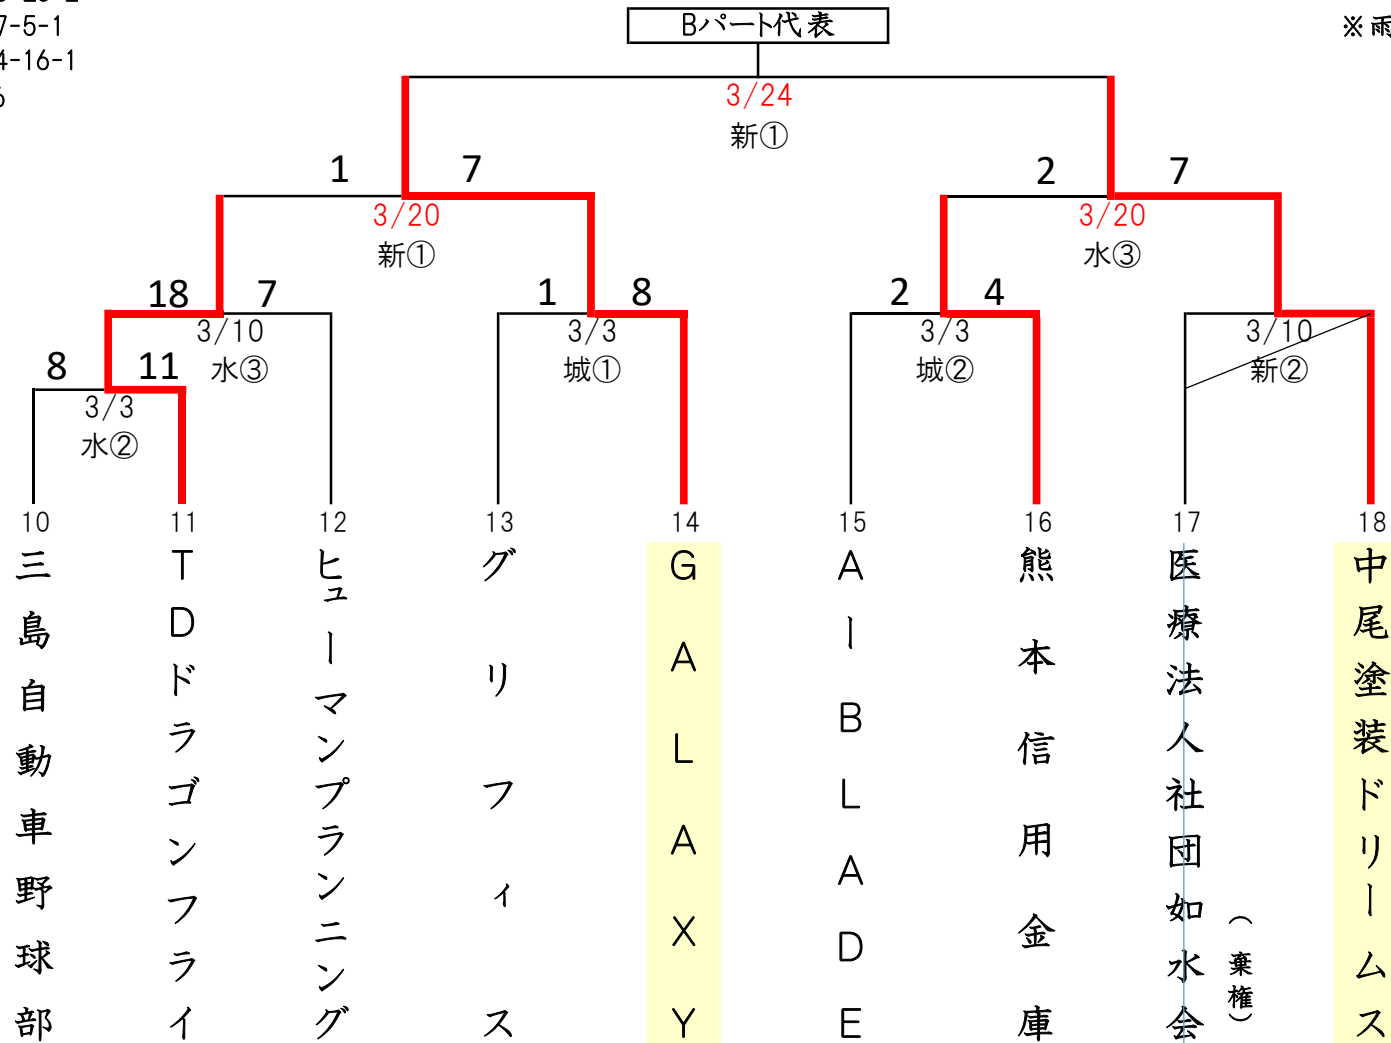 Bパート代表
7-5-1
4-16-1
※雨
3/24
新①
1 7
2 7
3/20
新①
3/20
水③
18 7
1 8
2 4
3/10
水③
3/3
城①
3/3
城②
3/10
新②
8 11
3/3
水②
10 11 12 13 14 15 16 17 18
三島自動車野球部
TDドラゴンフライ
ヒューマンプランニング
グリフィス
GALAXY
AIBLADE
熊本信用金庫
医療法人社団如水会
(棄権)
中尾塗装ドリームス